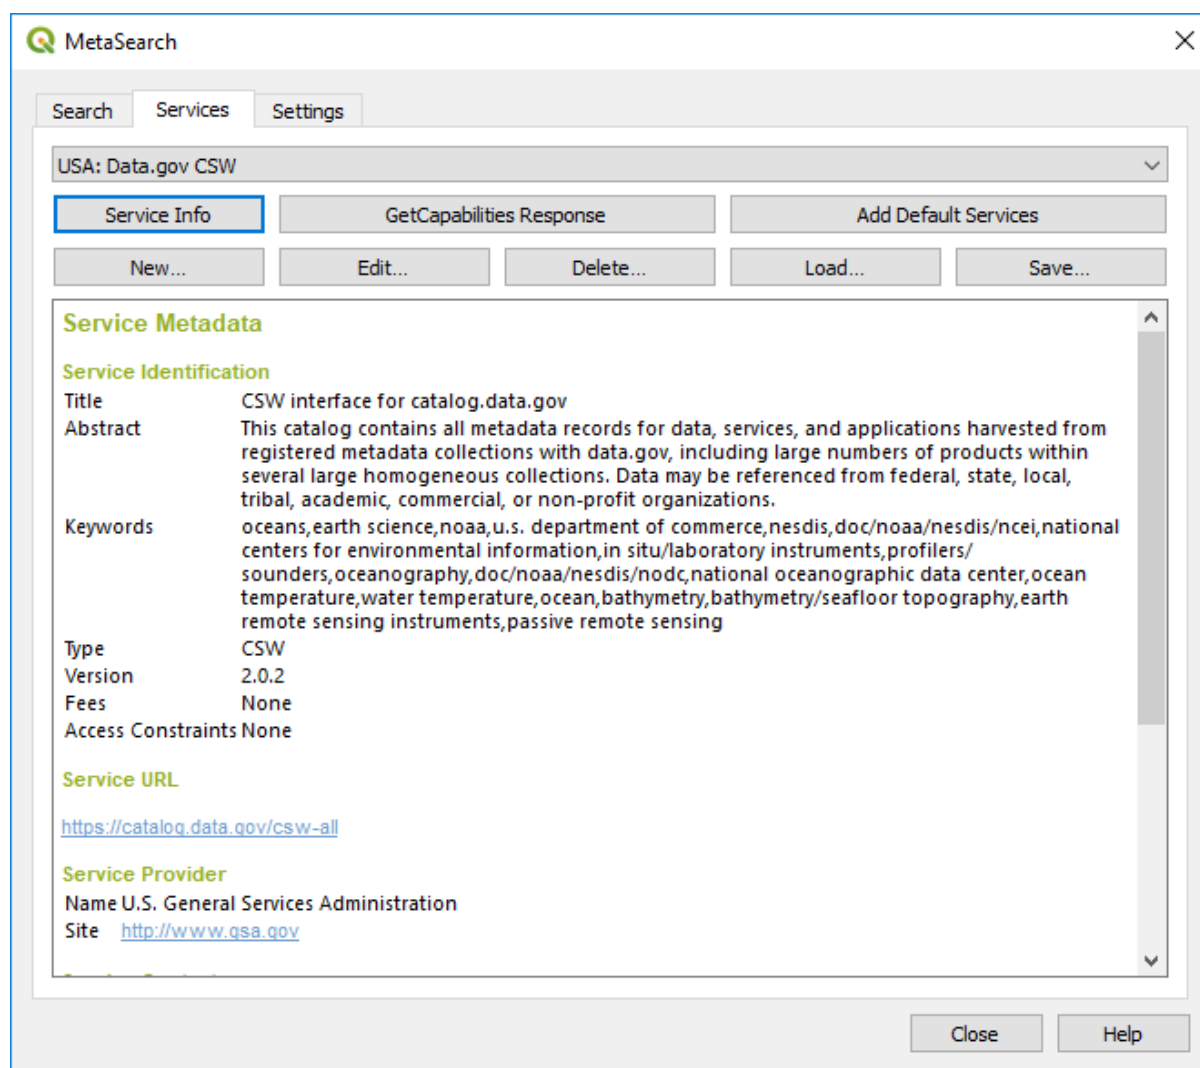 MetaSearch
Search Services Settings
USA: Data.gov CSW
Service Info GetCapabilities Response Add Default Services
New... Edit... Delete... Load... Save...
Service Metadata
Service Identification
Title CSW interface for catalog.data.gov
Abstract This catalog contains all metadata records for data, services, and applications harvested from
registered metadata collections with data.gov, including large numbers of products within
several large homogeneous collections. Data may be referenced from federal, state, local,
tribal, academic, commercial, or non-profit organizations.
Keywords oceans,earth science,noaa,u.s. department of commerce,nesdis,doc/noaa/nesdis/ncei,national
centers for environmental information,in situ/laboratory instruments,profilers/
sounders,oceanography,doc/noaa/nesdis/nodc,national oceanographic data center,ocean
temperature,water temperature,ocean,bathymetry,bathymetry/seafloor topography,earth
remote sensing instruments,passive remote sensing
Type CSW
Version 2.0.2
Fees None
Access Constraints None
Service URL
https://catalog.data.gov/csw-all
Service Provider
Name U.S. General Services Administration
Site http://www.gsa.gov
Close Help